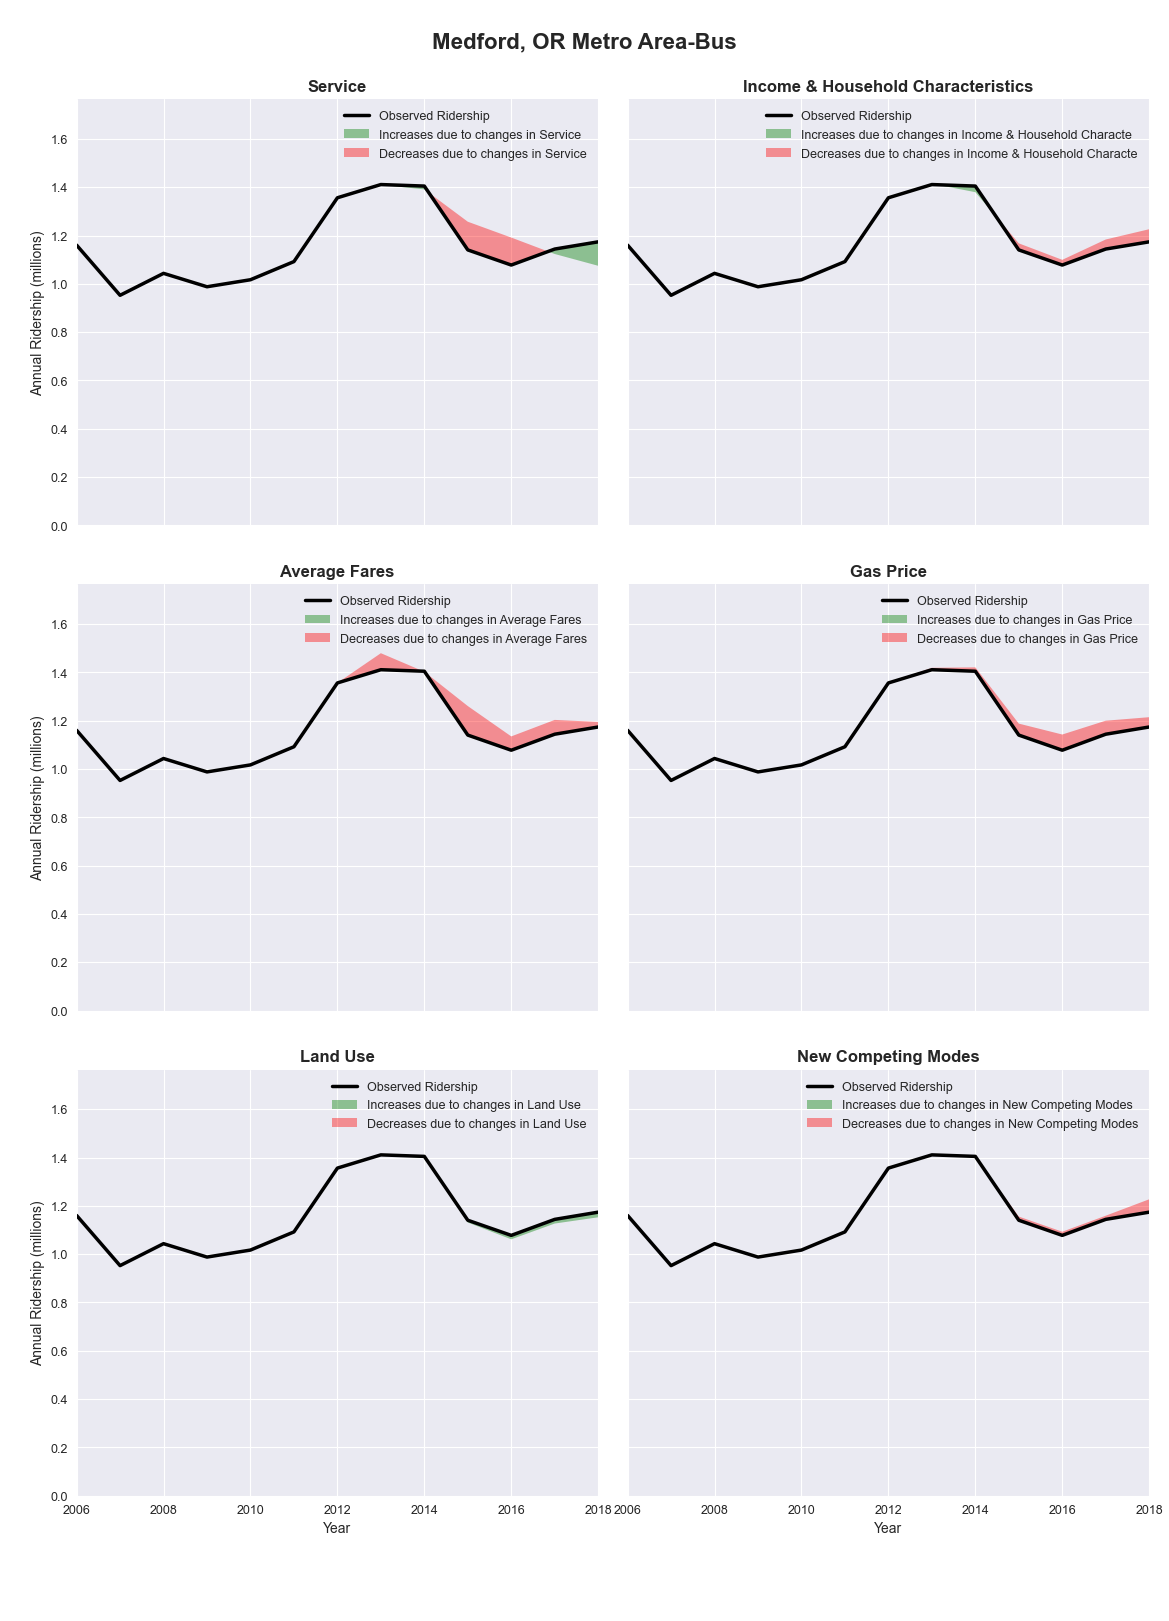 Medford, OR Metro Area-Bus
Service
Observed Ridership
Increases due to changes in Service
Decreases due to changes in Service
1.6
1.4
1.2
1.0
0.8
0.6
0.4
0.2
0.0
Annual Ridership (millions)
Income & Household Characteristics
Observed Ridership
Increases due to changes in Income & Household Characte
Decreases due to changes in Income & Household Characte
Average Fares
Observed Ridership
Increases due to changes in Average Fares
Decreases due to changes in Average Fares
1.6
1.4
1.2
1.0
0.8
0.6
0.4
0.2
0.0
Annual Ridership (millions)
Gas Price
Observed Ridership
Increases due to changes in Gas Price
Decreases due to changes in Gas Price
Land Use
Observed Ridership
Increases due to changes in Land Use
Decreases due to changes in Land Use
1.6
1.4
1.2
1.0
0.8
0.6
0.4
0.2
0.0
Annual Ridership (millions)
2006 2008 2010 2012 2014 2016 2018
Year
New Competing Modes
Observed Ridership
Increases due to changes in New Competing Modes
Decreases due to changes in New Competing Modes
2006 2008 2010 2012 2014 2016 2018
Year